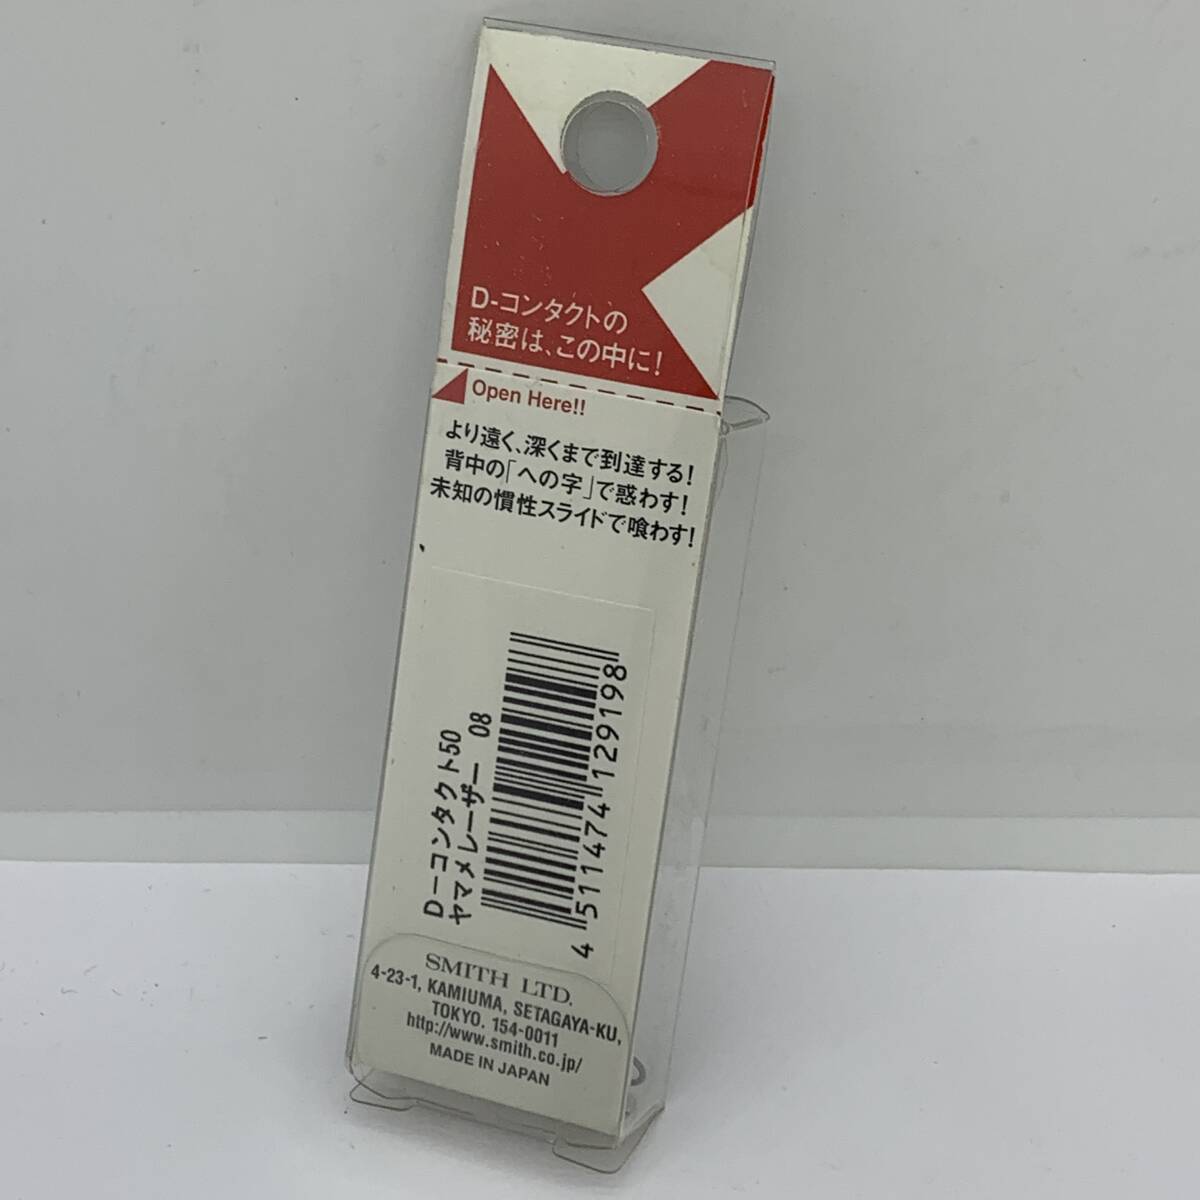 D-コンタクトの
秘密は、この中に!
Open Here!!
より遠く、深くまで到達する!
背中の「への字」で惑わす!
未知の慣性スライドで喰わす!
D-コンタクト50
ヤマメレーザー 08
4 511474 129198
SMITH LTD.
4-23-1, KAMIUMA, SETAGAYA-KU,
TOKYO. 154-0011
http://www.smith.co.jp/
MADE IN JAPAN